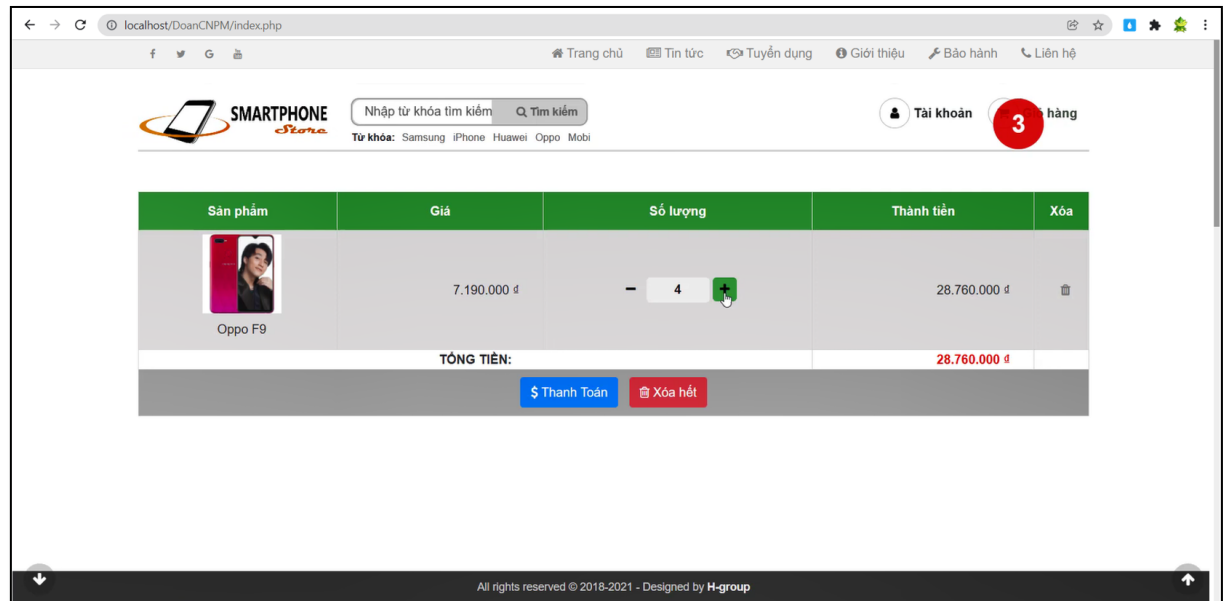 localhost/DoanCNPM/index.php
Trang chủ Tin tức Tuyển dụng Giới thiệu Bảo hành Liên hệ
SMARTPHONE
Store
Nhập từ khóa tìm kiếm Tìm kiếm
Từ khóa: Samsung iPhone Huawei Oppo Mobi
Tài khoản 3 hàng
Sản phẩm Giá Số lượng Thành tiền Xóa
7.190.000 ₫ 4 28.760.000 ₫
Oppo F9
TỔNG TIỀN: 28.760.000 ₫
$ Thanh Toán Xóa hết
All rights reserved © 2018-2021 - Designed by H-group